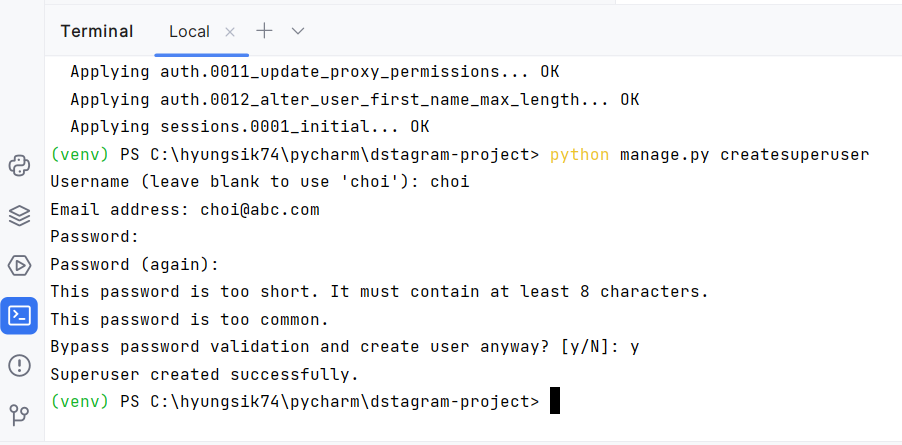 Terminal Local
Applying auth.0011_update_proxy_permissions... OK
Applying auth.0012_alter_user_first_name_max_length... OK
Applying sessions.0001_initial... OK
(venv) PS C:\hyungsik74\pycharm\dstagram-project> python manage.py createsuperuser
Username (leave blank to use 'choi'): choi
Email address: choi@abc.com
Password:
Password (again):
This password is too short. It must contain at least 8 characters.
This password is too common.
Bypass password validation and create user anyway? [y/N]: y
Superuser created successfully.
(venv) PS C:\hyungsik74\pycharm\dstagram-project>